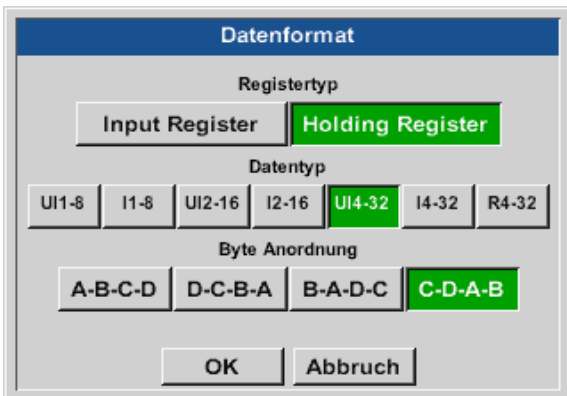 Datenformat
Registertyp
Input Register Holding Register
Datentyp
UI1-8 I1-8 UI2-16 I2-16 UI4-32 I4-32 R4-32
Byte Anordnung
A-B-C-D D-C-B-A B-A-D-C C-D-A-B
OK Abbruch